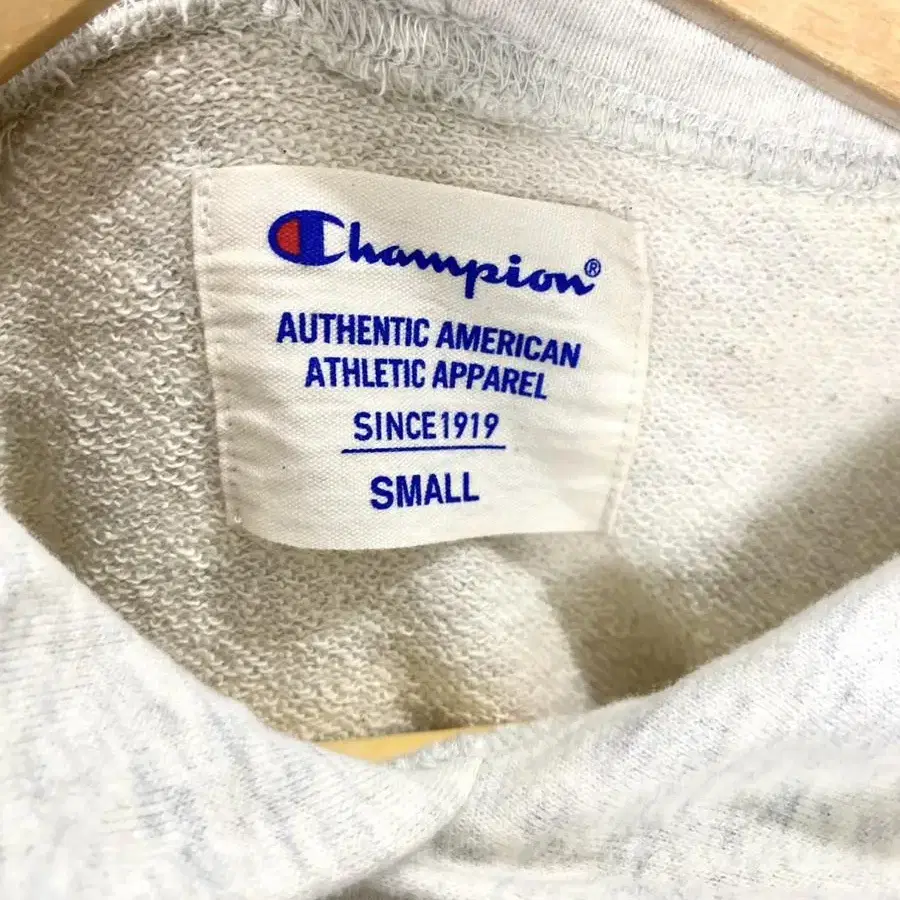 Champion®
AUTHENTIC AMERICAN
ATHLETIC APPAREL
SINCE1919
SMALL